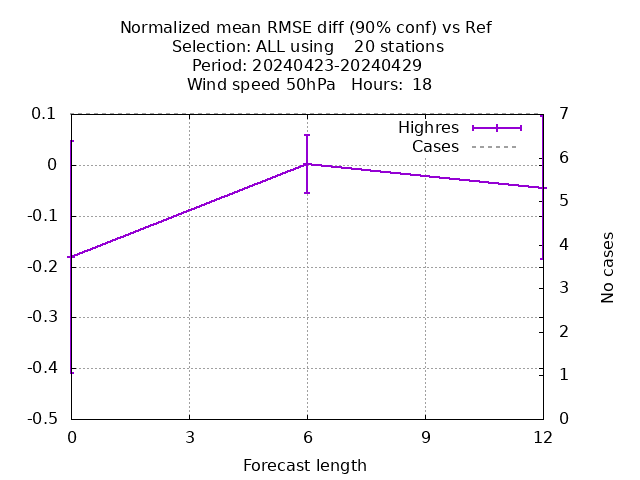 Normalized mean RMSE diff (90% conf) vs Ref
Selection: ALL using    20 stations
Period: 20240423-20240429
Wind speed 50hPa   Hours:  18
0.1
0
-0.1
-0.2
-0.3
-0.4
-0.5
Highres
Cases
7
6
5
4
3
2
1
0
No cases
0 3 6 9 12
Forecast length